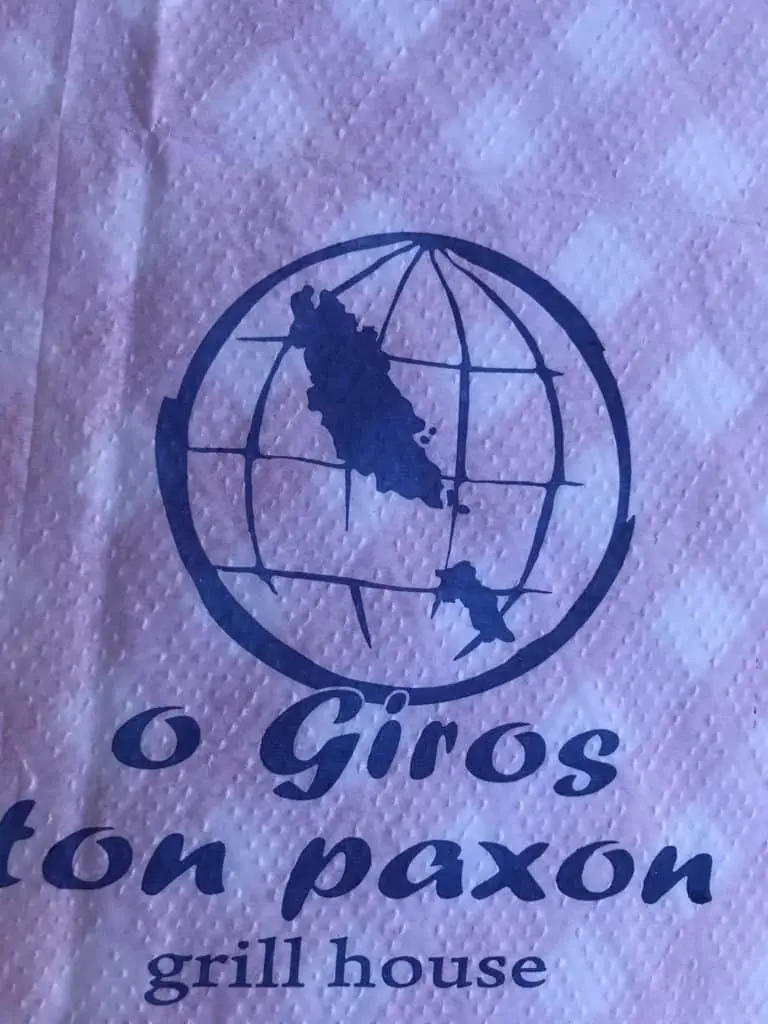 o Giros
ton paxon
grill house